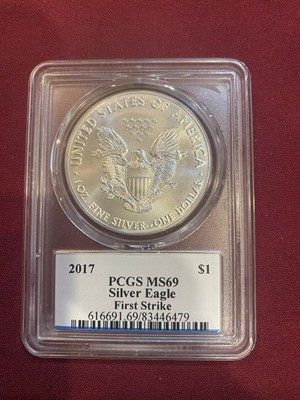 UNITED STATES OF AMERICA
1 OZ. FINE SILVER~ONE DOLLAR
2017 $1
PCGS MS69
Silver Eagle
First Strike
616691.69/83446479